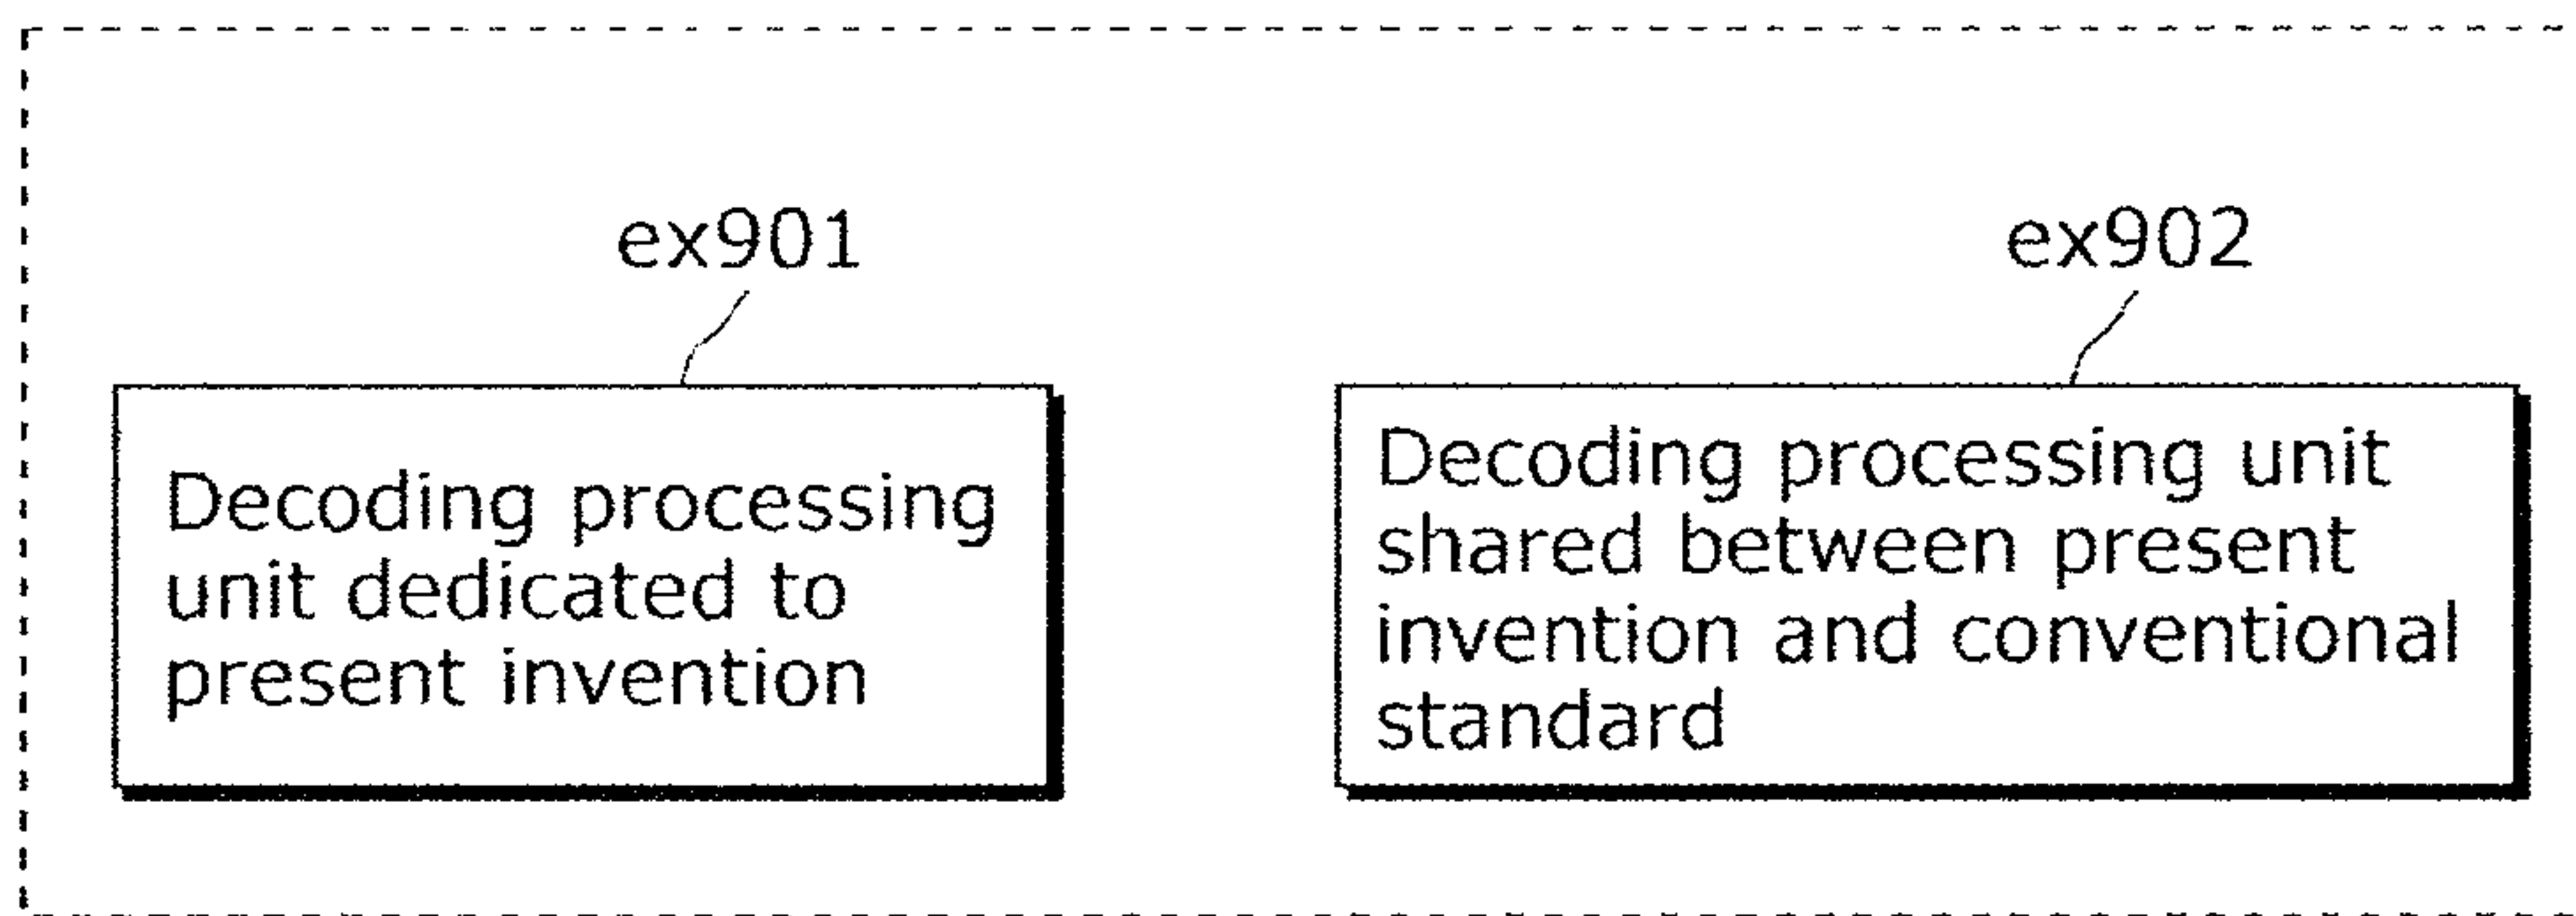 ex901
ex902
Decoding processing
unit dedicated to
present invention
Decoding processing unit
shared between present
invention and conventional
standard